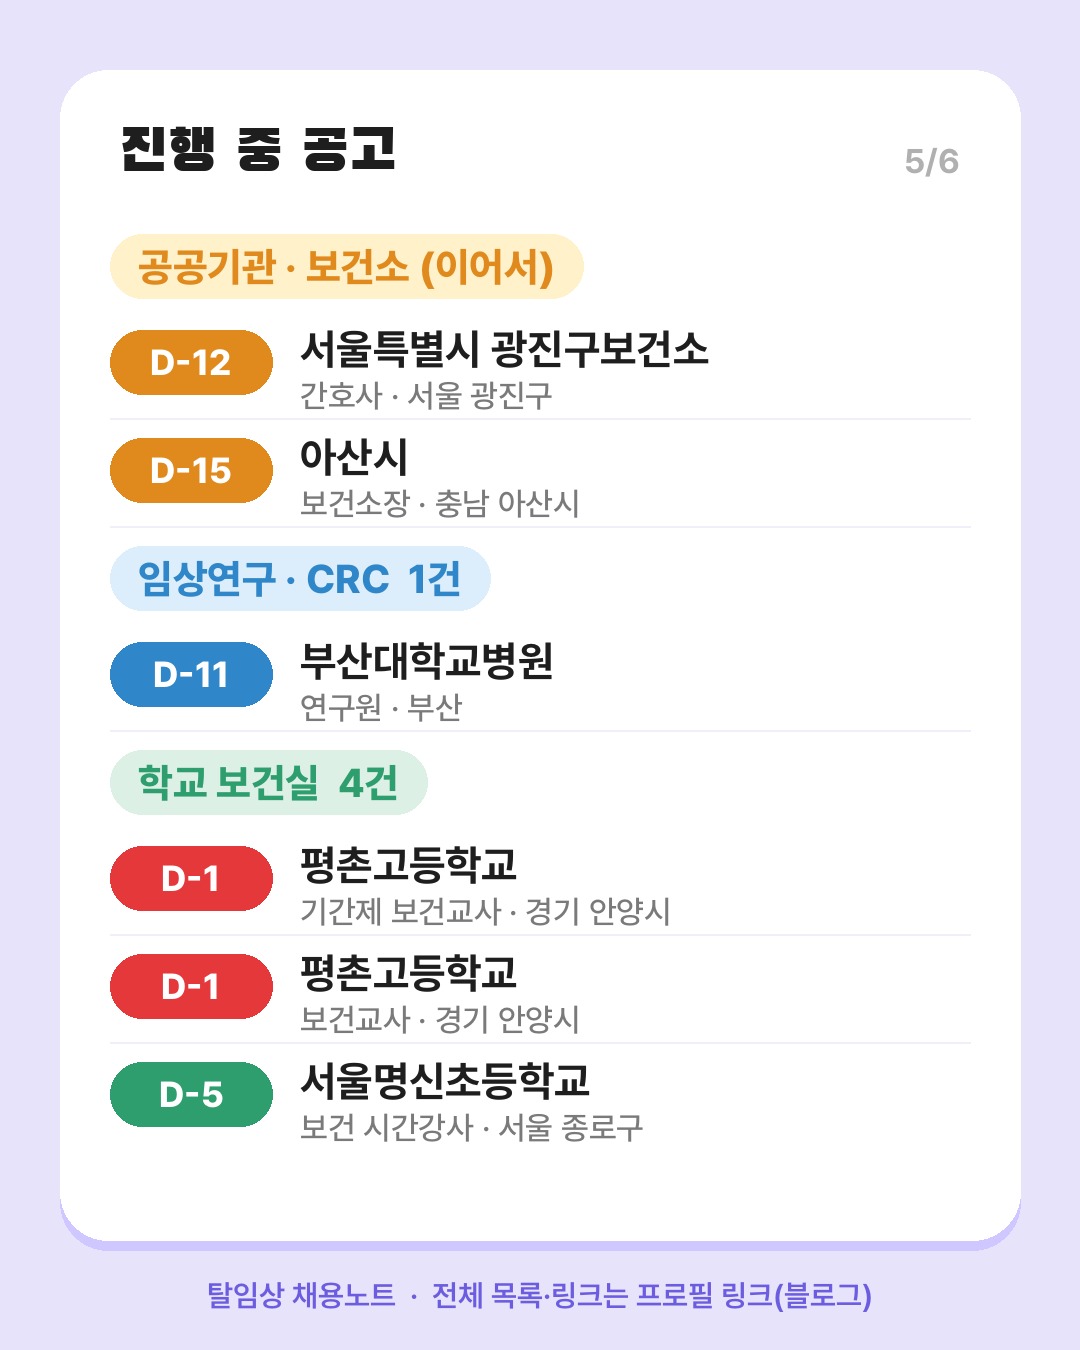 진행 중 공고
5/6
공공기관 · 보건소 (이어서)
D-12
서울특별시 광진구보건소
간호사 · 서울 광진구
D-15
아산시
보건소장 · 충남 아산시
임상연구 · CRC 1건
D-11
부산대학교병원
연구원 · 부산
학교 보건실 4건
D-1
평촌고등학교
기간제 보건교사 · 경기 안양시
D-1
평촌고등학교
보건교사 · 경기 안양시
D-5
서울명신초등학교
보건 시간강사 · 서울 종로구
탈임상 채용노트 · 전체 목록·링크는 프로필 링크(블로그)